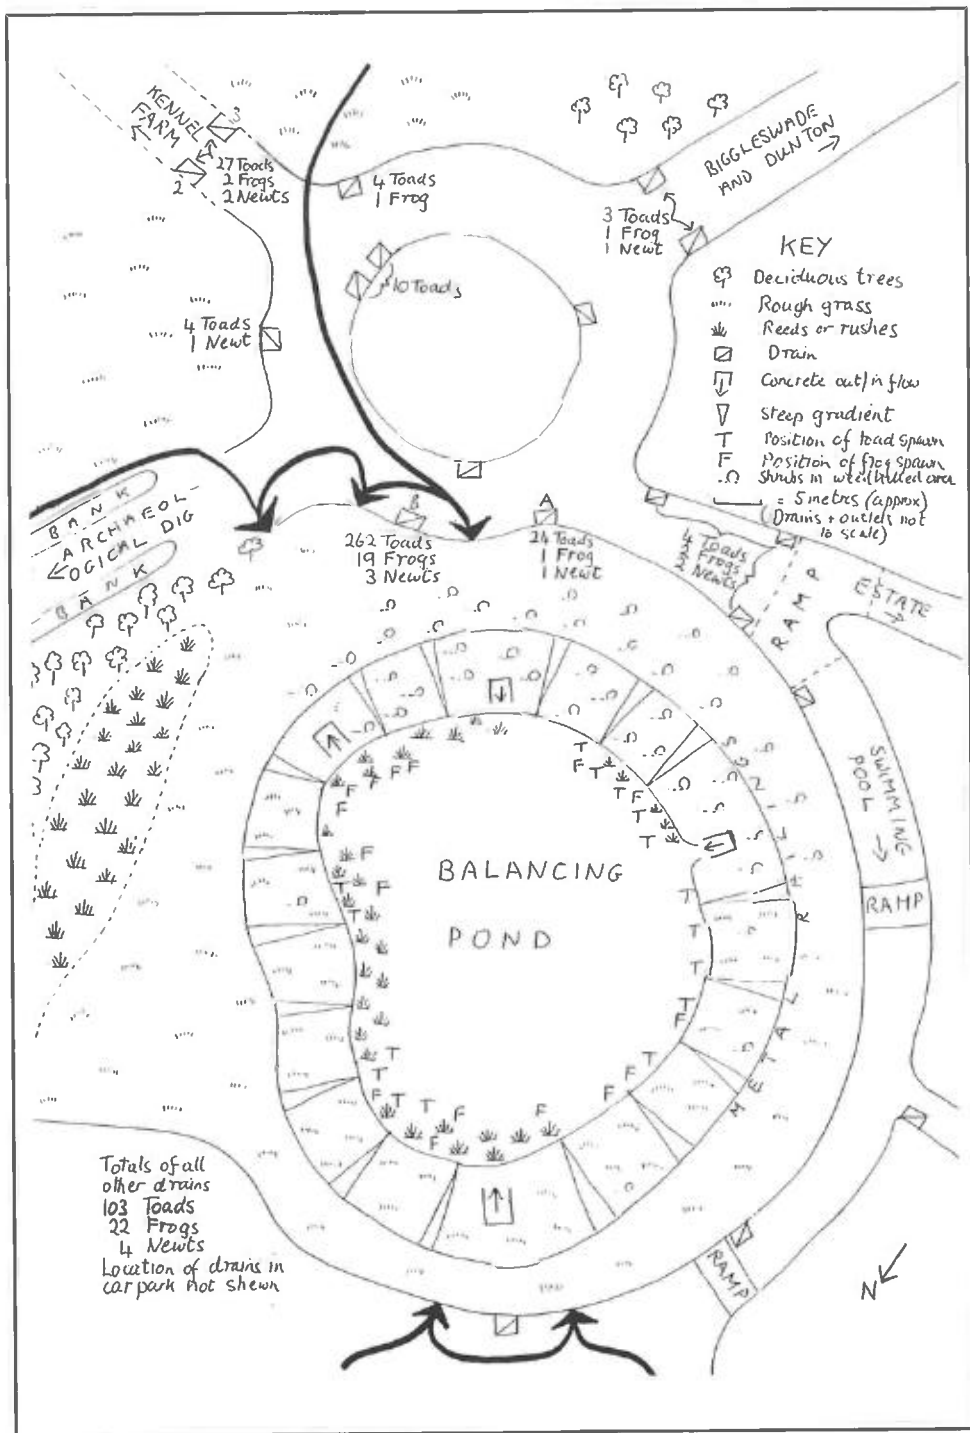 KENNEL
FARM
3
2
27 Toads
2 Frogs
2 Newts
4 Toads
1 Frog
BIGGLESWADE
AND DUNTON
3 Toads
1 Frog
1 Newt
10 Toads
4 Toads
1 Newt
KEY
Deciduous trees
Rough grass
Reeds or rushes
Drain
Concrete out/in flow
Steep gradient
T Position of toad spawn
F Position of frog spawn
Shrubs in weedkilled area
= 5 metres (approx)
(Drains + outlets not
to scale)
BANK
ARCHAEOL-
OGICAL DIG
BANK
B
262 Toads
19 Frogs
3 Newts
A
24 Toads
1 Frog
1 Newt
4 Toads
2 Frogs
2 Newts
RAMP
ESTATE
SWIMMING
POOL
RAMP
METAL RAILINGS
BALANCING
POND
T
F T
T F
T
T
T
T
T
T
F
T
F
F
F F
F
F
F
F
T
T
T
T
F T T
F
F
F
Totals of all
other drains
103 Toads
22 Frogs
4 Newts
Location of drains in
car park not shewn
RAMP
N